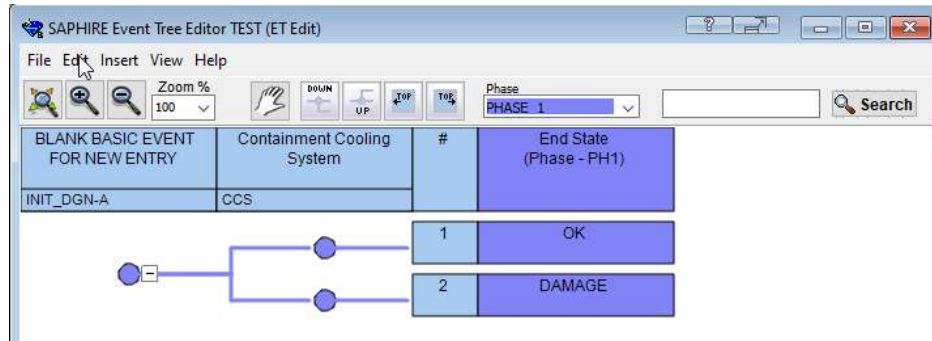 SAPHIRE Event Tree Editor TEST (ET Edit)
File Edit Insert View Help
Zoom %
100
DOWN
UP
TOP
TOP
Phase
PHASE 1
Search
BLANK BASIC EVENT
FOR NEW ENTRY
Containment Cooling
System
#
End State
(Phase - PH1)
INIT_DGN-A
CCS
1
OK
2
DAMAGE